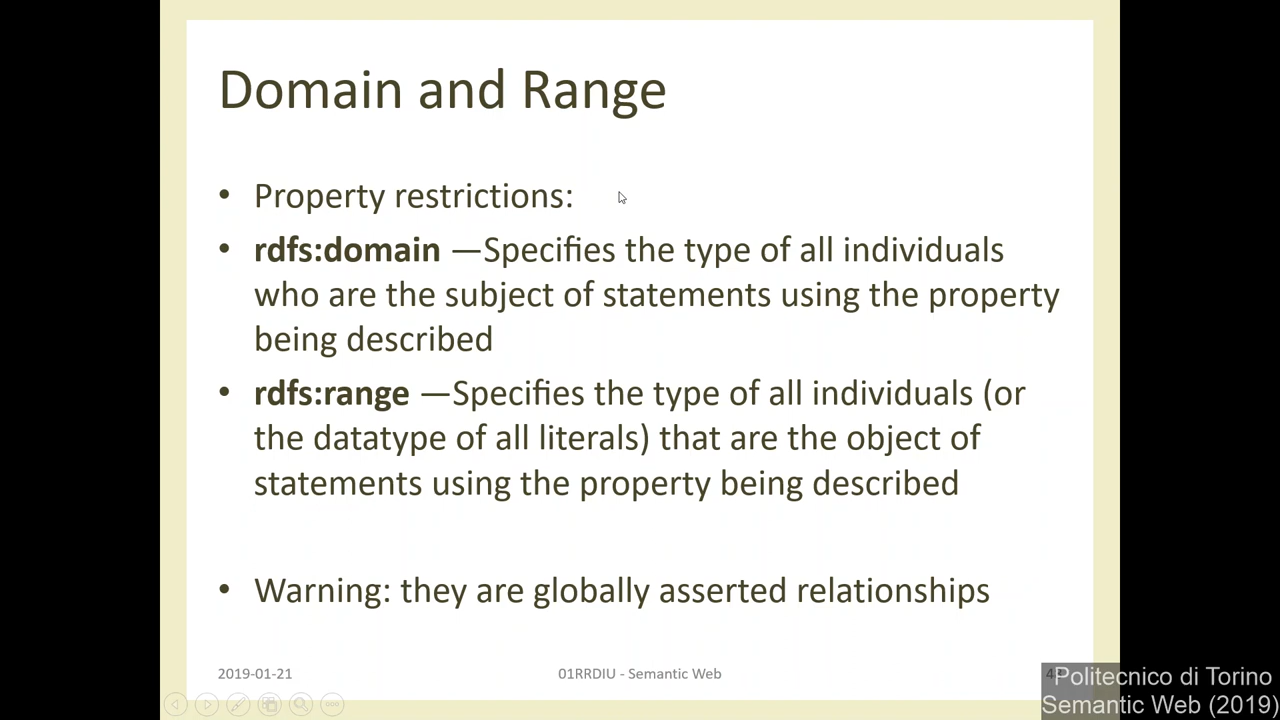 Domain and Range
• Property restrictions:
• rdfs:domain —Specifies the type of all individuals
who are the subject of statements using the property
being described
• rdfs:range —Specifies the type of all individuals (or
the datatype of all literals) that are the object of
statements using the property being described
• Warning: they are globally asserted relationships
2019-01-21
01RRDIU - Semantic Web
Politecnico di Torino
Semantic Web (2019)